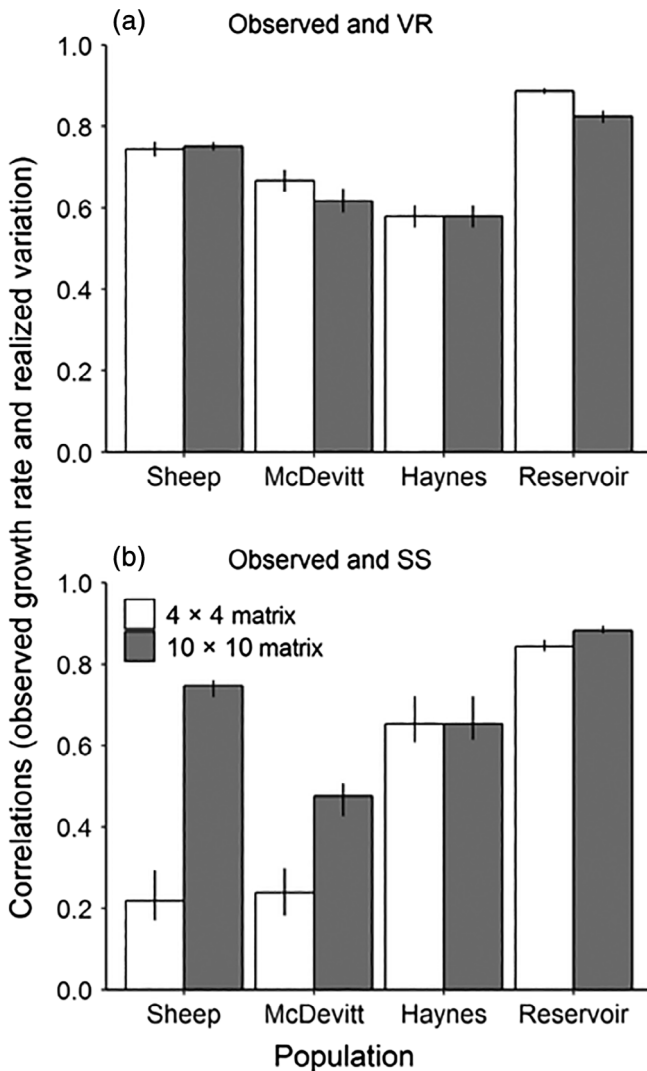 (a)
Observed and VR
1.0
0.8
0.6
0.4
0.2
0.0
Sheep McDevitt Haynes Reservoir
Correlations (observed growth rate and realized variation)
(b)
Observed and SS
1.0
4 × 4 matrix
10 × 10 matrix
0.8
0.6
0.4
0.2
0.0
Sheep McDevitt Haynes Reservoir
Population